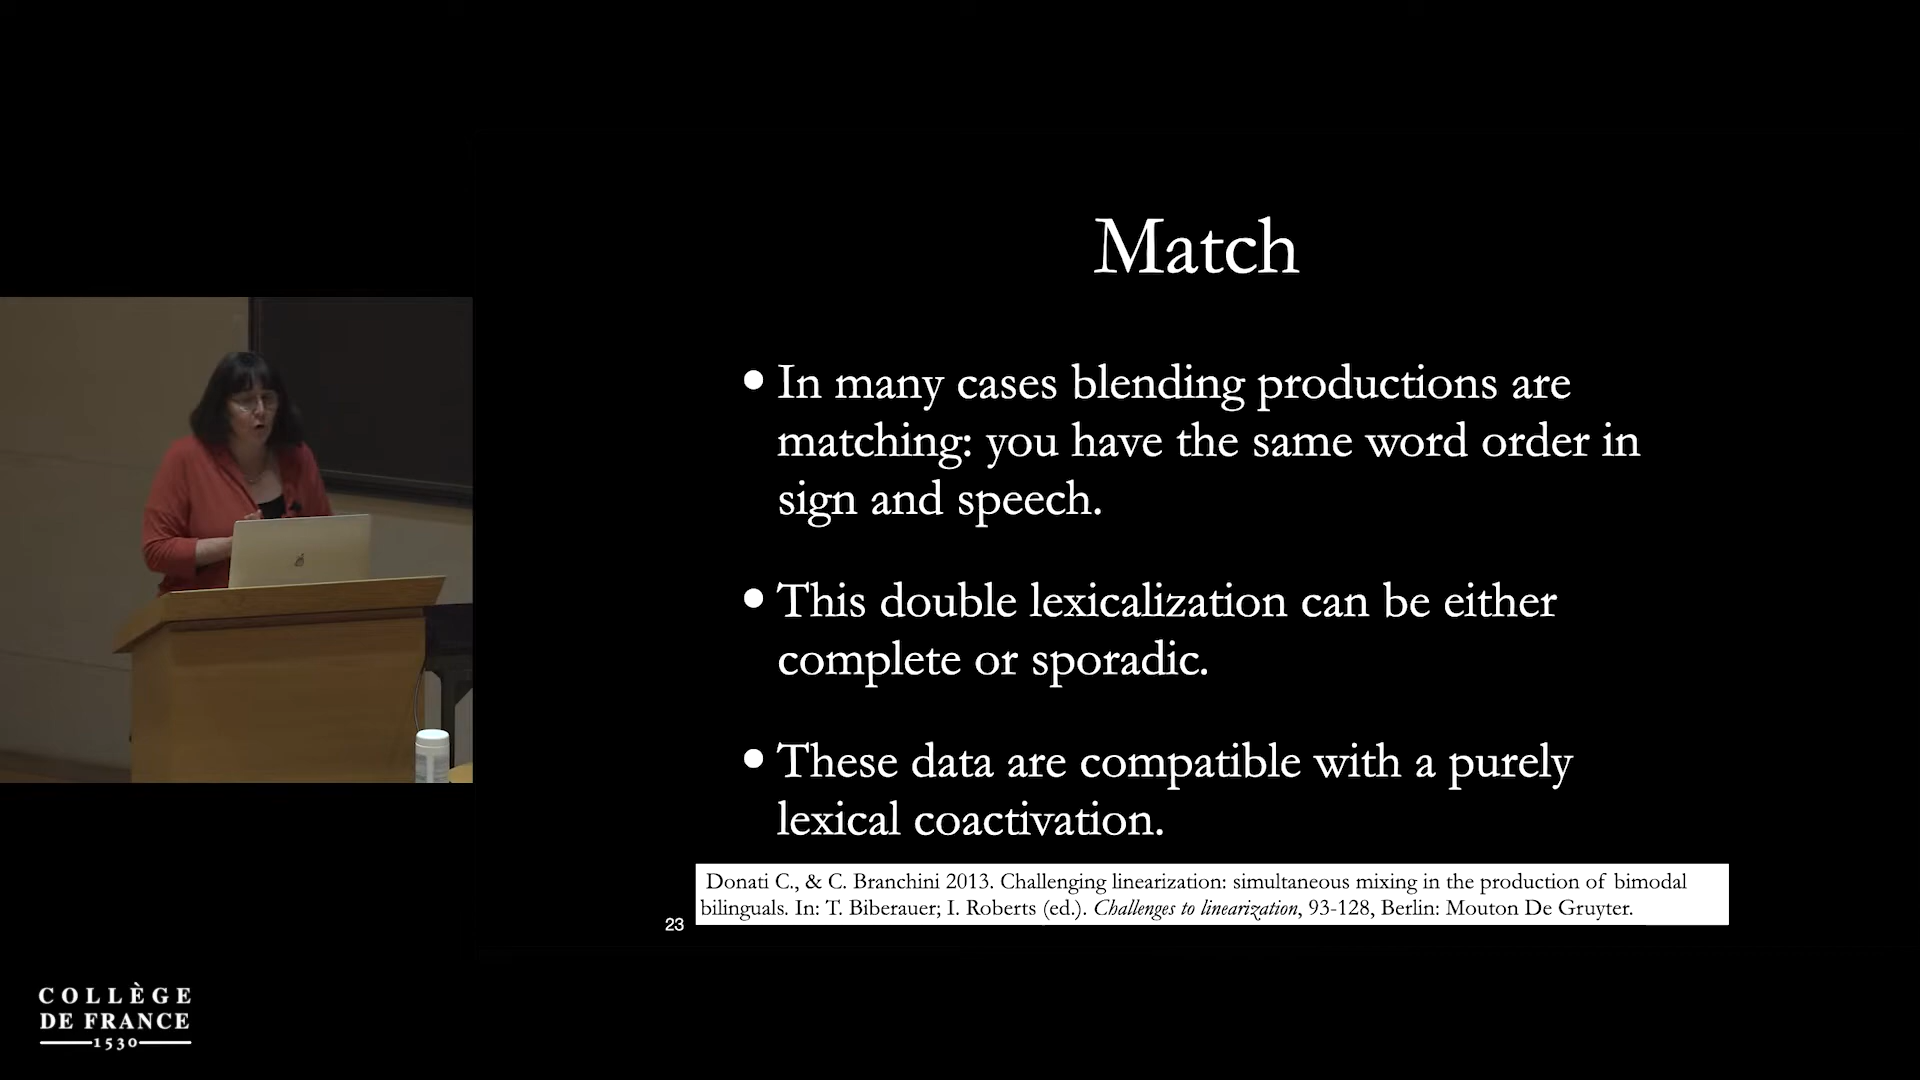 Match
• In many cases blending productions are
matching: you have the same word order in
sign and speech.
• This double lexicalization can be either
complete or sporadic.
• These data are compatible with a purely
lexical coactivation.
Donati C., & C. Branchini 2013. Challenging linearization: simultaneous mixing in the production of bimodal
bilinguals. In: T. Biberauer; I. Roberts (ed.). Challenges to linearization, 93-128, Berlin: Mouton De Gruyter.
23
COLLÈGE
DE FRANCE
1530